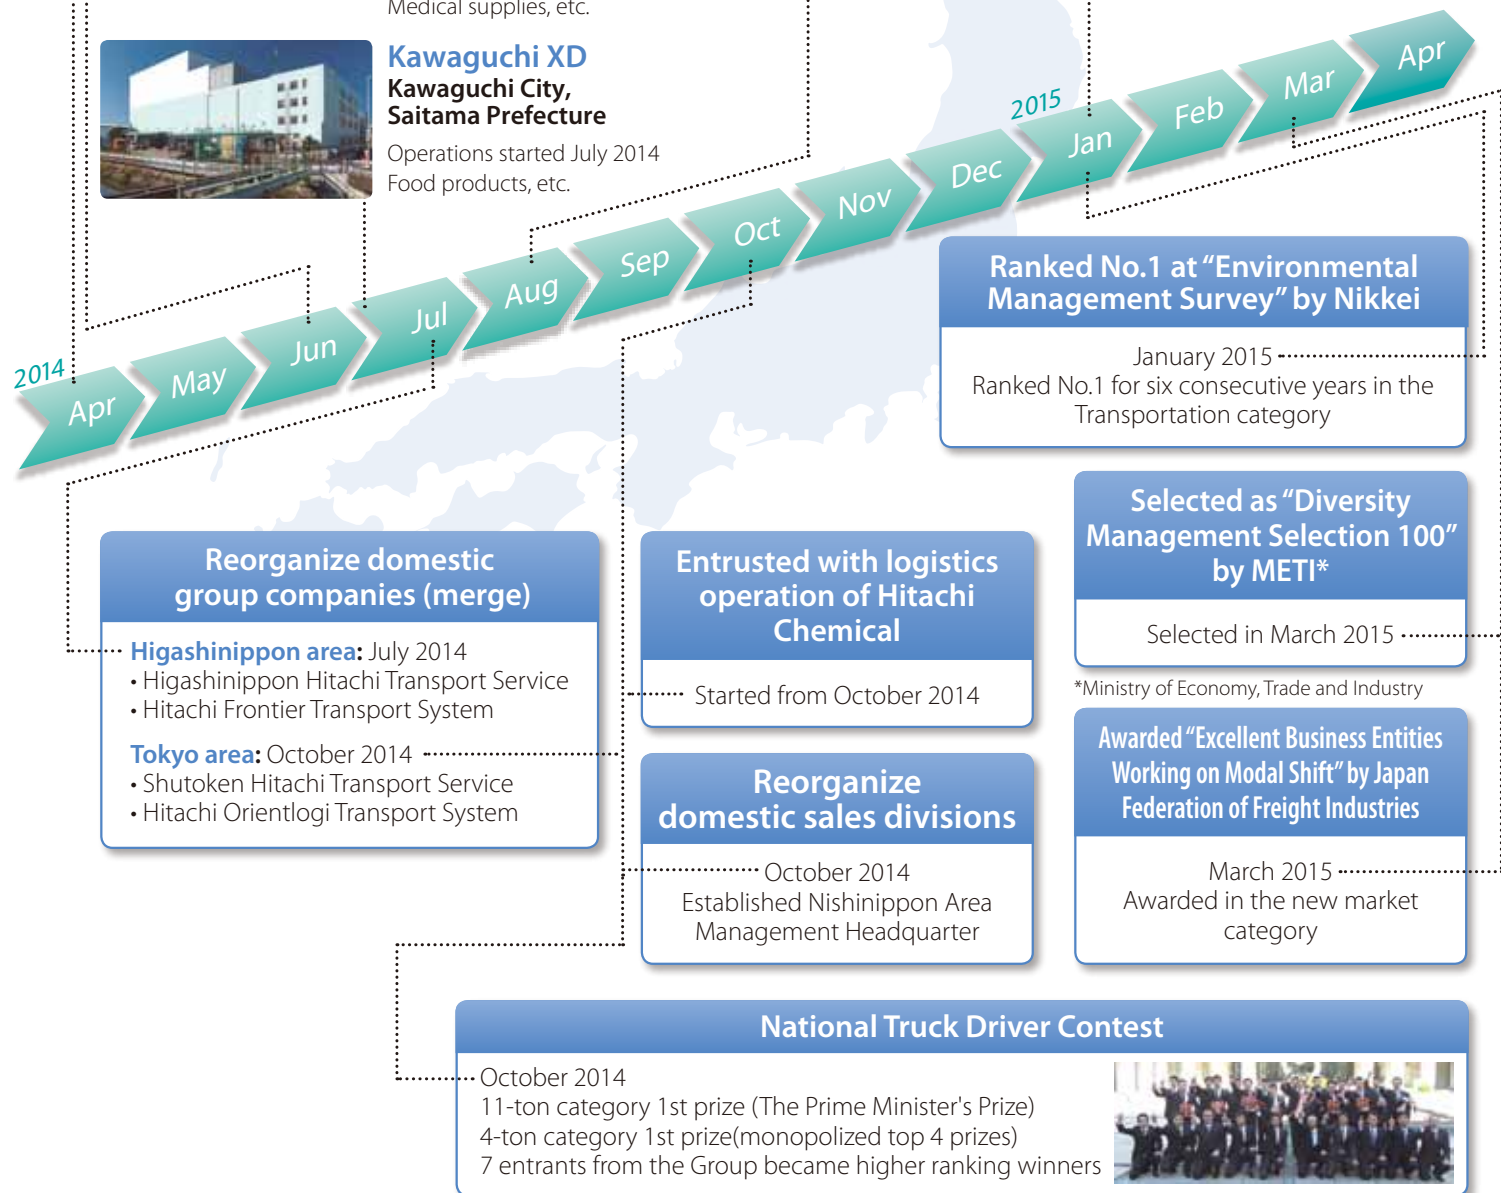 Medical supplies, etc.
Kawaguchi XD
Kawaguchi City,
Saitama Prefecture
Operations started July 2014
Food products, etc.
2014
Apr
May
Jun
Jul
Aug
Sep
Oct
Nov
Dec
2015
Jan
Feb
Mar
Apr
Ranked No.1 at “Environmental
Management Survey” by Nikkei
January 2015
Ranked No.1 for six consecutive years in the
Transportation category
Selected as “Diversity
Management Selection 100”
by METI*
Selected in March 2015
*Ministry of Economy, Trade and Industry
Reorganize domestic
group companies (merge)
Higashinippon area: July 2014
• Higashinippon Hitachi Transport Service
• Hitachi Frontier Transport System
Tokyo area: October 2014
• Shutoken Hitachi Transport Service
• Hitachi Orientlogi Transport System
Entrusted with logistics
operation of Hitachi
Chemical
Started from October 2014
Reorganize
domestic sales divisions
October 2014
Established Nishinippon Area
Management Headquarter
Awarded “Excellent Business Entities
Working on Modal Shift” by Japan
Federation of Freight Industries
March 2015
Awarded in the new market
category
National Truck Driver Contest
October 2014
11-ton category 1st prize (The Prime Minister's Prize)
4-ton category 1st prize(monopolized top 4 prizes)
7 entrants from the Group became higher ranking winners